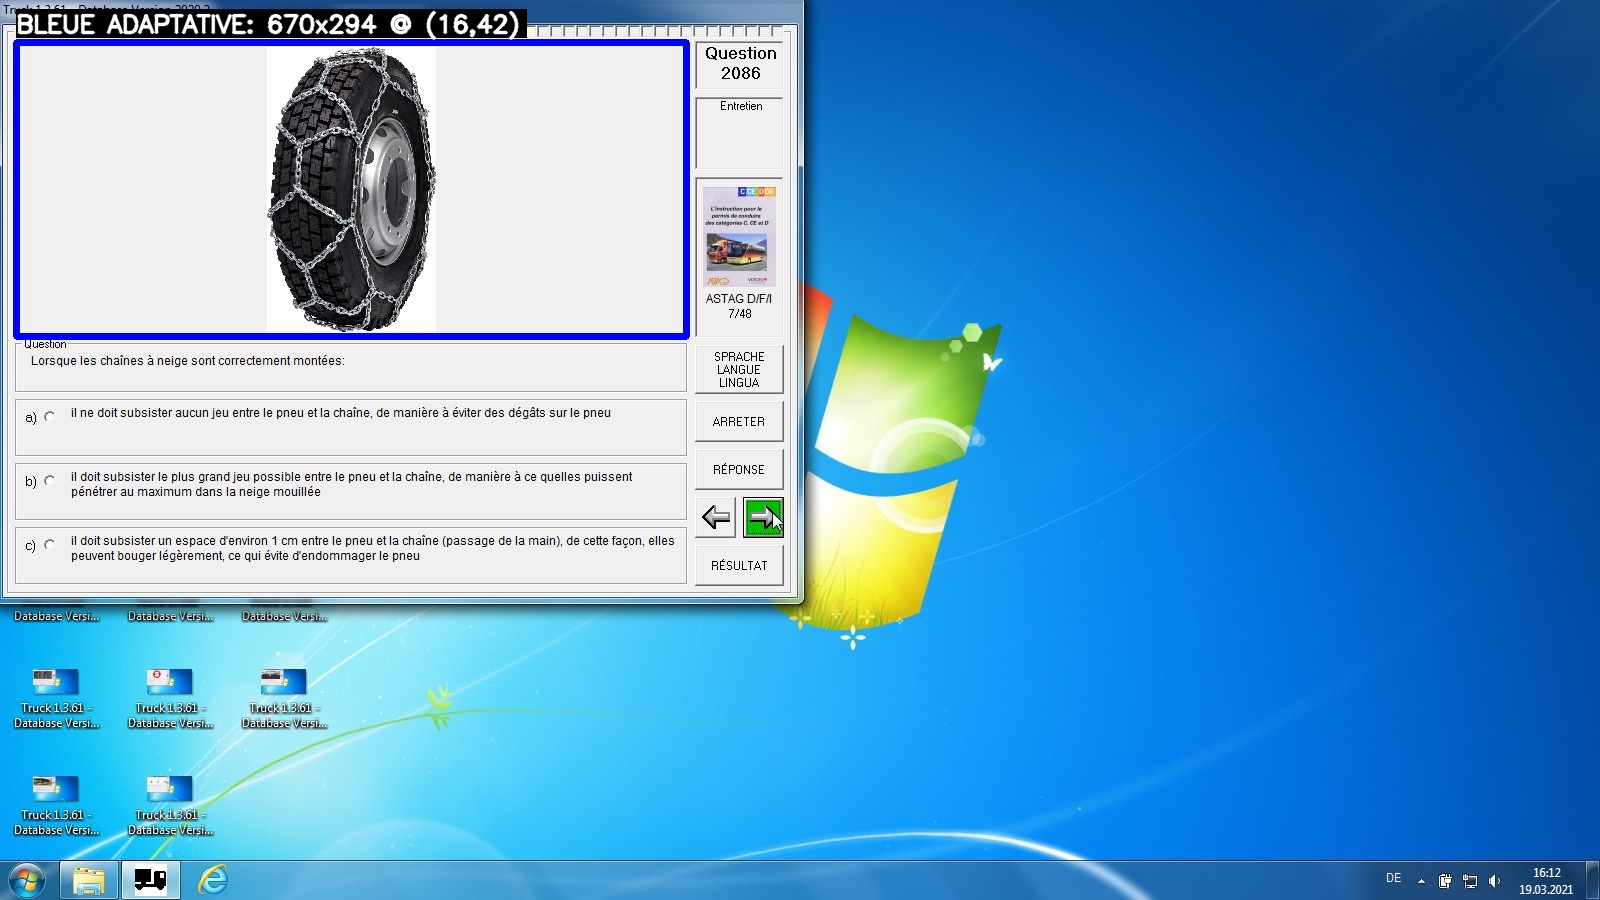 BLEUE ADAPTATIVE: 670x294 @ (16,42)
Question
2086
Entretien
C CE D DE
L'instruction pour le
permis de conduire
des catégories C, CE et D
ASTAG D/F/I
7/48
Question
Lorsque les chaînes à neige sont correctement montées:
a) il ne doit subsister aucun jeu entre le pneu et la chaîne, de manière à éviter des dégâts sur le pneu
b) il doit subsister le plus grand jeu possible entre le pneu et la chaîne, de manière à ce quelles puissent
pénétrer au maximum dans la neige mouillée
c) il doit subsister un espace d'environ 1 cm entre le pneu et la chaîne (passage de la main), de cette façon, elles
peuvent bouger légèrement, ce qui évite d'endommager le pneu
SPRACHE
LANGUE
LINGUA
ARRETER
RÉPONSE
RÉSULTAT
Database Versi... Database Versi... Database Versi...
Truck 1.3.61 - Truck 1.3.61 - Truck 1.3.61 -
Database Versi... Database Versi... Database Versi...
Truck 1.3.61 - Truck 1.3.61 -
Database Versi... Database Versi...
DE
16:12
19.03.2021